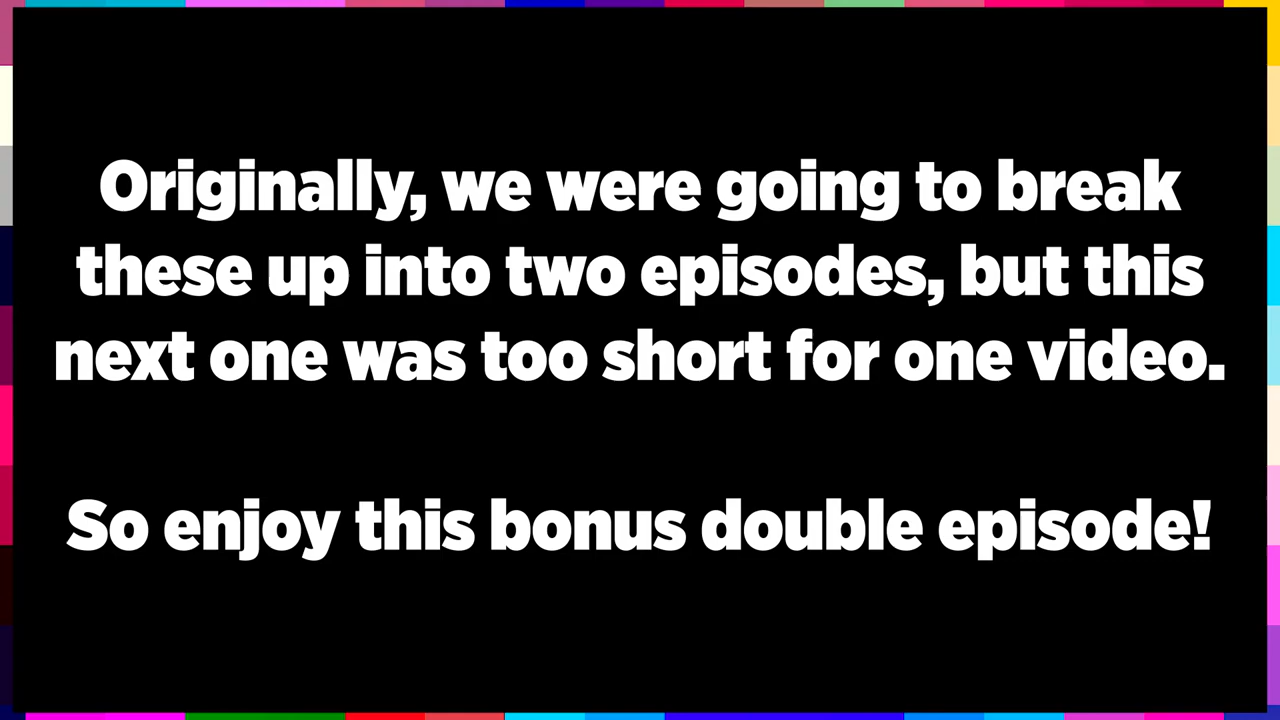 Originally, we were going to break
these up into two episodes, but this
next one was too short for one video.
So enjoy this bonus double episode!